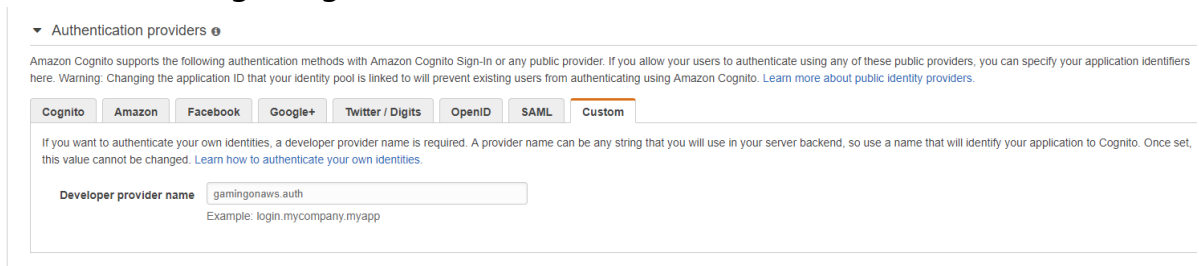 Authentication providers
Amazon Cognito supports the following authentication methods with Amazon Cognito Sign-In or any public provider. If you allow your users to authenticate using any of these public providers, you can specify your application identifiers
here. Warning: Changing the application ID that your identity pool is linked to will prevent existing users from authenticating using Amazon Cognito. Learn more about public identity providers.
Cognito Amazon Facebook Google+ Twitter / Digits OpenID SAML Custom
If you want to authenticate your own identities, a developer provider name is required. A provider name can be any string that you will use in your server backend, so use a name that will identify your application to Cognito. Once set,
this value cannot be changed. Learn how to authenticate your own identities.
Developer provider name gamingonaws.auth
Example: login.mycompany.myapp